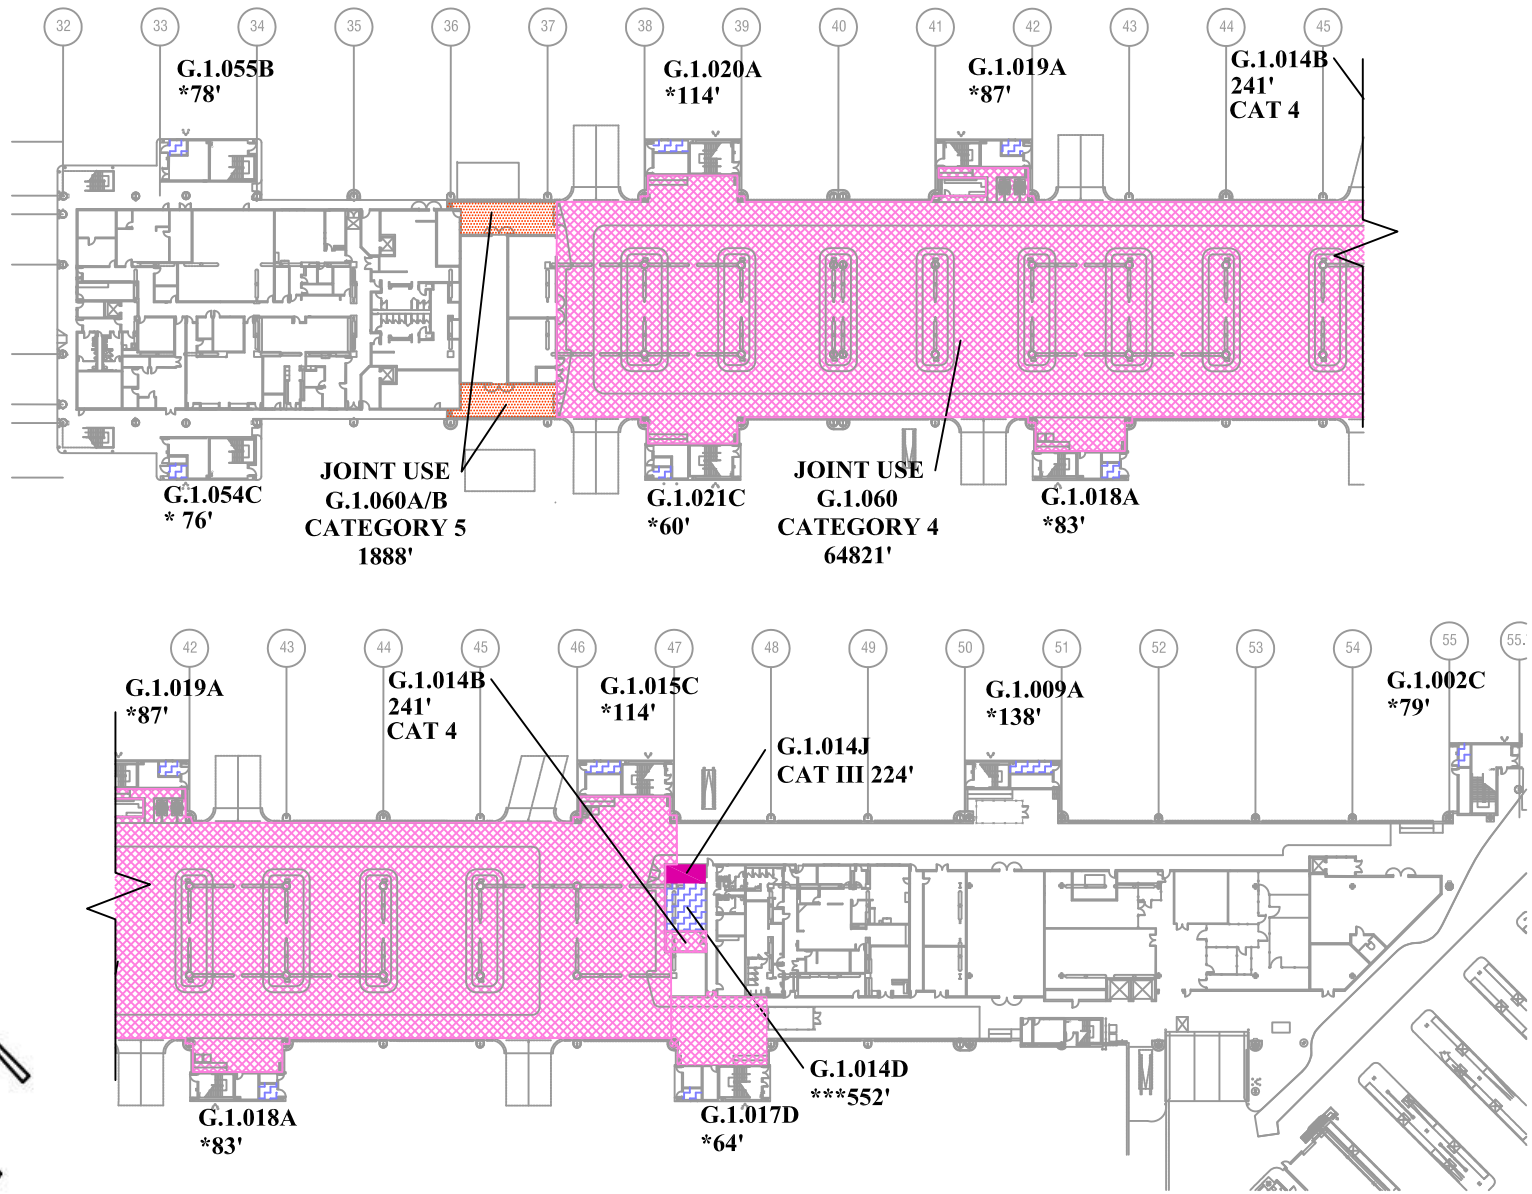 32 33 34 35 36 37 38 39 40 41 42 43 44 45
G.1.055B
*78'
G.1.020A
*114'
G.1.019A
*87'
G.1.014B
241'
CAT 4
G.1.054C
* 76'
JOINT USE
G.1.060A/B
CATEGORY 5
1888'
G.1.021C
*60'
JOINT USE
G.1.060
CATEGORY 4
64821'
G.1.018A
*83'
42 43 44 45 46 47 48 49 50 51 52 53 54 55 55.
G.1.019A
*87'
G.1.014B
241'
CAT 4
G.1.015C
*114'
G.1.014J
CAT III 224'
G.1.009A
*138'
G.1.002C
*79'
G.1.018A
*83'
G.1.017D
*64'
G.1.014D
***552'